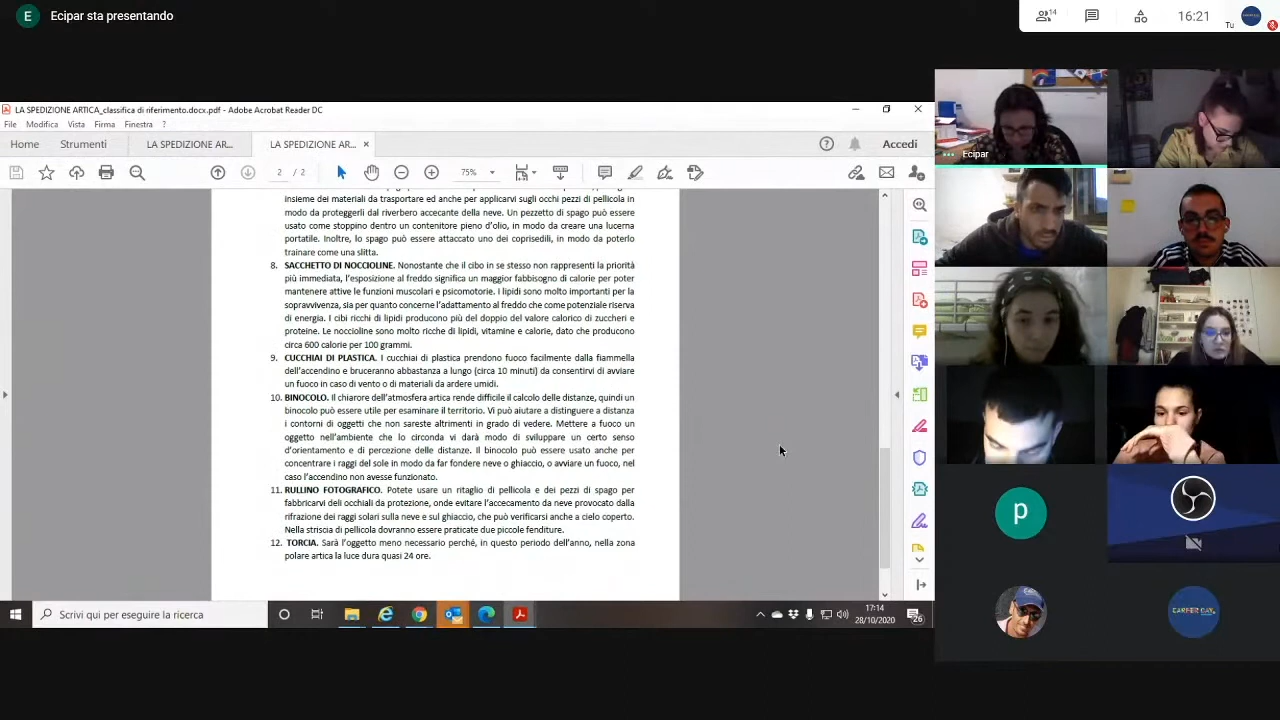 E Ecipar sta presentando
14
16:21
Tu
LA SPEDIZIONE ARTICA_classifica di riferimento.docx.pdf - Adobe Acrobat Reader DC
File Modifica Vista Firma Finestra ?
Home Strumenti LA SPEDIZIONE AR... LA SPEDIZIONE AR... × Accedi
2 / 2 75%
insieme dei materiali da trasportare ed anche per applicarvi sugli occhi pezzi di pellicola in
modo da proteggerli dal riverbero accecante della neve. Un pezzetto di spago può essere
usato come stoppino dentro un contenitore pieno d'olio, in modo da creare una lucerna
portatile. Inoltre, lo spago può essere attaccato uno dei coprisedili, in modo da poterlo
trainare come una slitta.
8. SACCHETTO DI NOCCIOLINE. Nonostante che il cibo in se stesso non rappresenti la priorità
più immediata, l'esposizione al freddo significa un maggior fabbisogno di calorie per poter
mantenere attive le funzioni muscolari e psicomotorie. i lipidi sono molto importanti per la
sopravvivenza, sia per quanto concerne l'adattamento al freddo che come potenziale riserva
di energia. I cibi ricchi di lipidi producono più del doppio del valore calorico di zuccheri e
proteine. Le noccioline sono molto ricche di lipidi, vitamine e calorie, dato che producono
circa 600 calorie per 100 grammi.
9. CUCCHIAI DI PLASTICA. I cucchiai di plastica prendono fuoco facilmente dalla fiammella
dell'accendino e bruceranno abbastanza a lungo (circa 10 minuti) da consentirvi di avviare
un fuoco in caso di vento o di materiali da ardere umidi.
10. BINOCOLO. Il chiarore dell'atmosfera artica rende difficile il calcolo delle distanze, quindi un
binocolo può essere utile per esaminare il territorio. Vi può aiutare a distinguere a distanza
i contorni di oggetti che non sareste altrimenti in grado di vedere. Mettere a fuoco un
oggetto nell'ambiente che lo circonda vi darà modo di sviluppare un certo senso
d'orientamento e di percezione delle distanze. Il binocolo può essere usato anche per
concentrare i raggi del sole in modo da far fondere neve o ghiaccio, o avviare un fuoco, nel
caso l'accendino non avesse funzionato.
11. RULLINO FOTOGRAFICO. Potete usare un ritaglio di pellicola e dei pezzi di spago per
fabbricarvi deli occhiali da protezione, onde evitare l'accecamento da neve provocato dalla
rifrazione dei raggi solari sulla neve e sul ghiaccio, che può verificarsi anche a cielo coperto.
Nella striscia di pellicola dovranno essere praticate due piccole fenditure.
12. TORCIA. Sarà l'oggetto meno necessario perché, in questo periodo dell'anno, nella zona
polare artica la luce dura quasi 24 ore.
Ecipar
p
CAREER DAY
Scrivi qui per eseguire la ricerca
17:14
28/10/2020
26